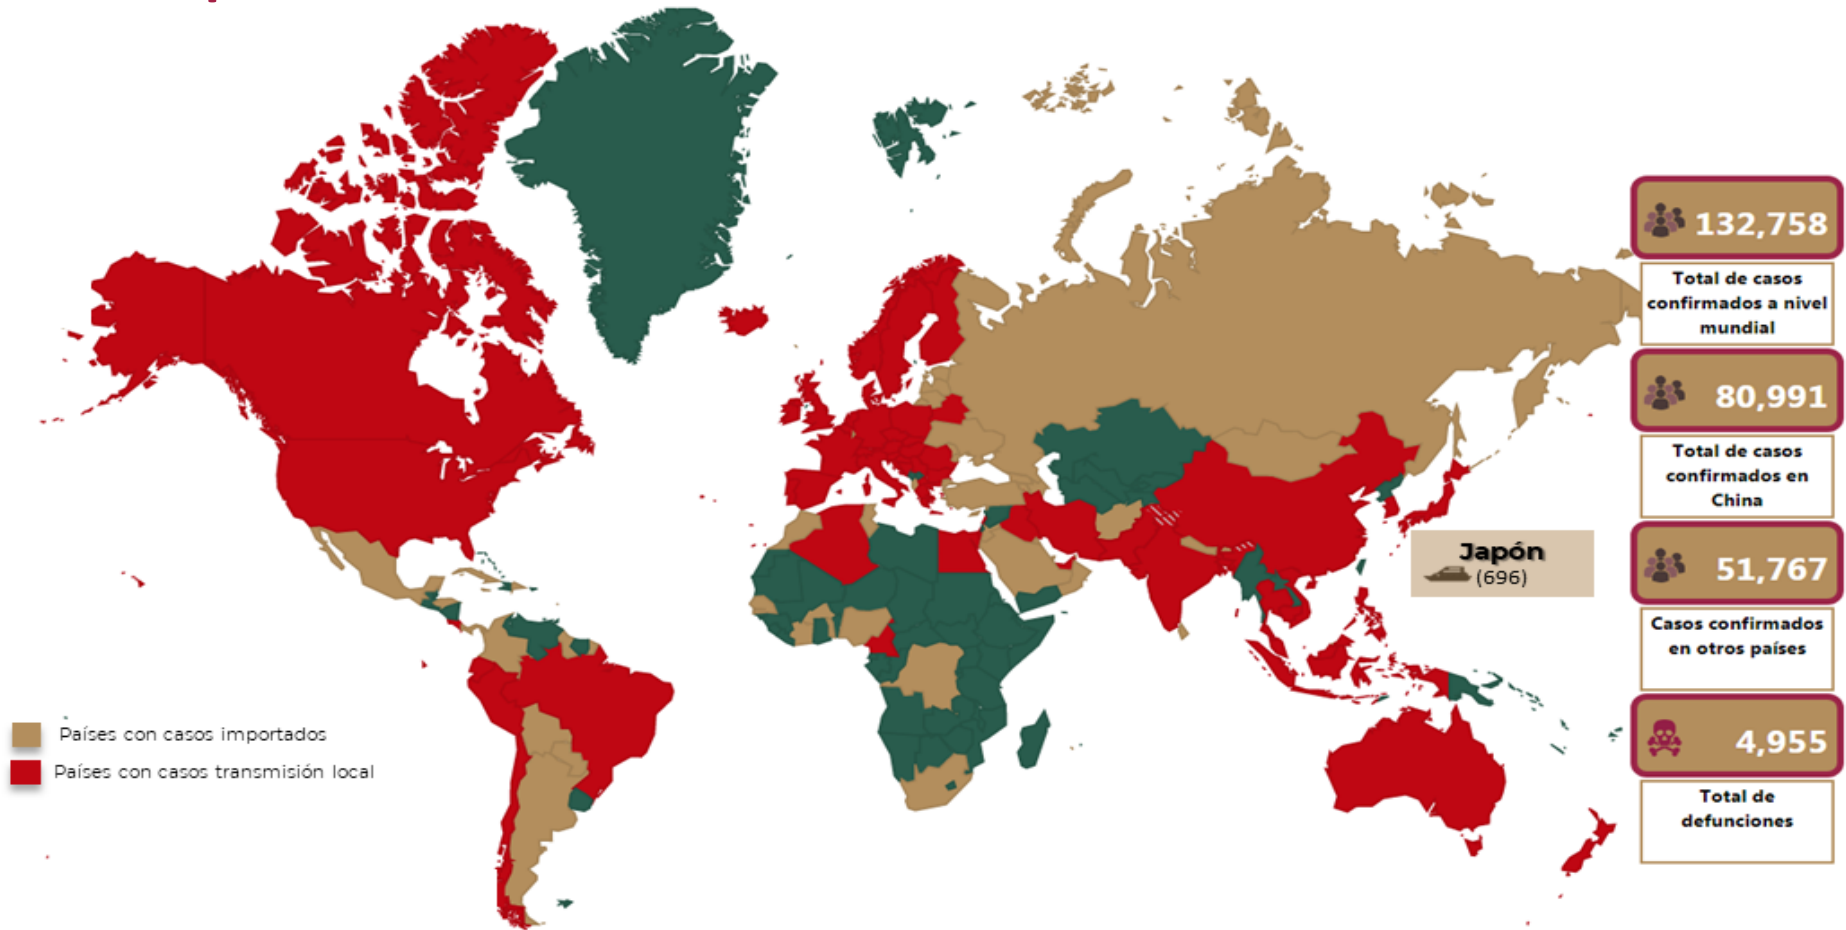 132,758
Total de casos
confirmados a nivel
mundial
80,991
Total de casos
confirmados en
China
Japón
(696)
51,767
Casos confirmados
en otros países
4,955
Total de
defunciones
Países con casos importados
Países con casos transmisión local